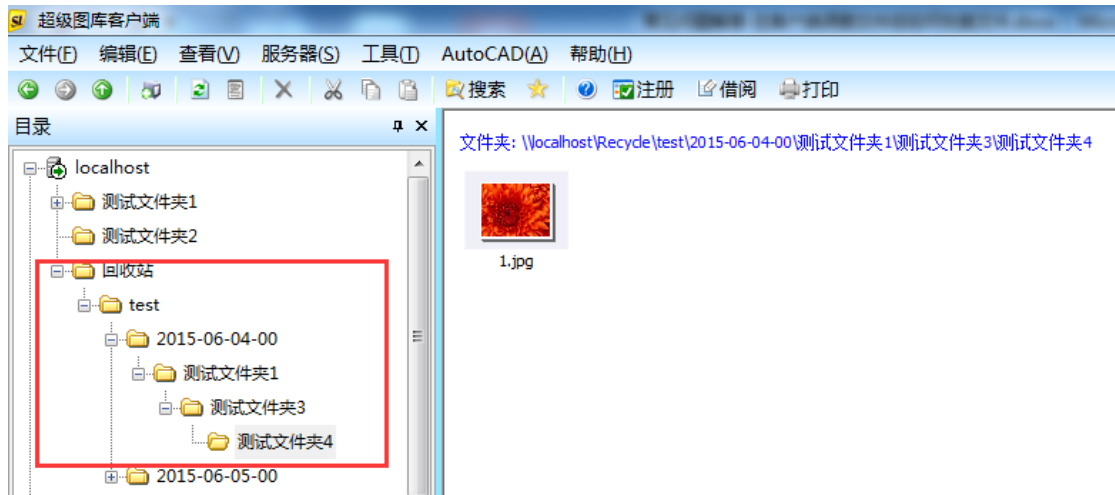 SL 超级图库客户端
文件(F) 编辑(E) 查看(V) 服务器(S) 工具(T) AutoCAD(A) 帮助(H)
搜索 注册 借阅 打印
目录
文件夹: \\localhost\Recycle\test\2015-06-04-00\测试文件夹1\测试文件夹3\测试文件夹4
localhost
测试文件夹1
测试文件夹2
回收站
test
2015-06-04-00
测试文件夹1
测试文件夹3
测试文件夹4
2015-06-05-00
1.jpg